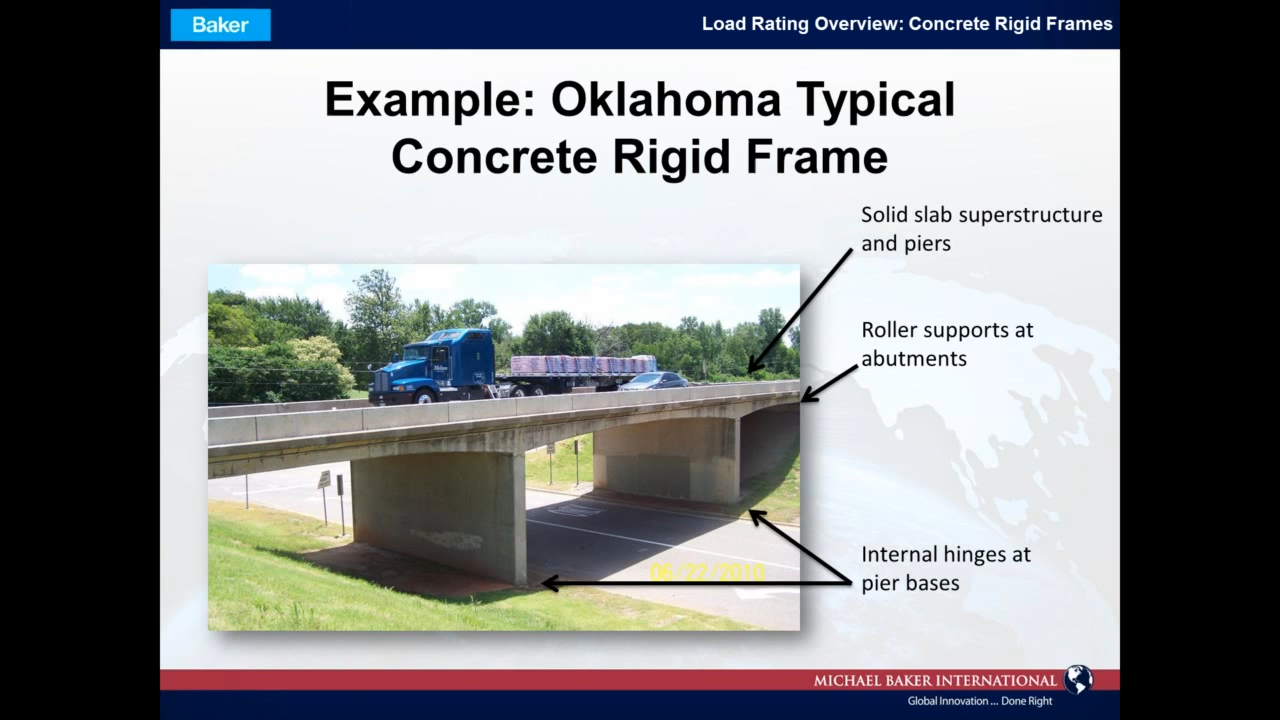 Baker
Load Rating Overview: Concrete Rigid Frames
Example: Oklahoma Typical
Concrete Rigid Frame
Solid slab superstructure
and piers
Roller supports at
abutments
Internal hinges at
pier bases
06/22/2010
MICHAEL BAKER INTERNATIONAL
Global Innovation ... Done Right